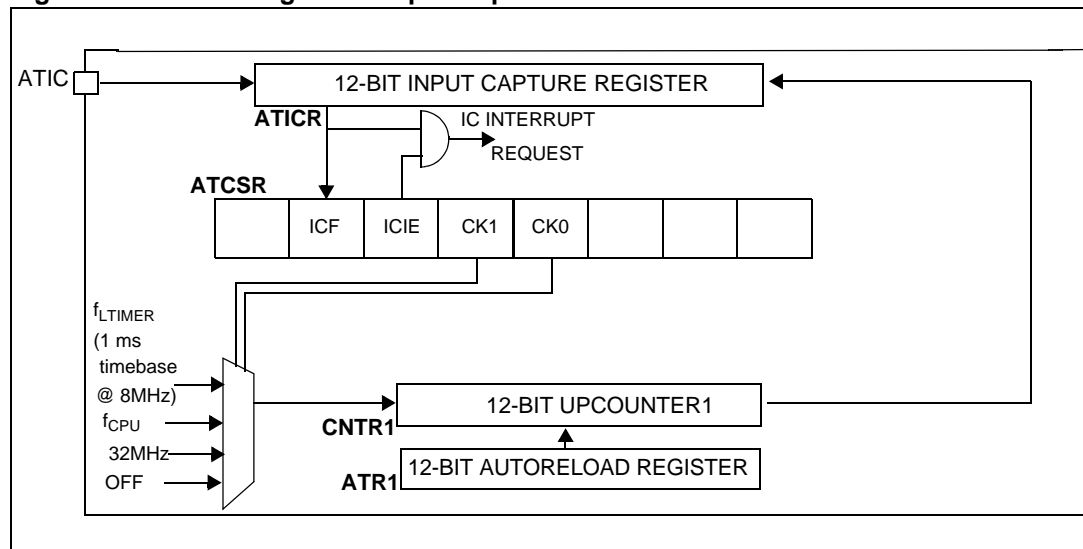 ATIC
12-BIT INPUT CAPTURE REGISTER
ATICR
IC INTERRUPT
REQUEST
ATCSR
ICF ICIE CK1 CK0
fLTIMER
(1 ms
timebase
@ 8MHz)
fCPU
32MHz
OFF
12-BIT UPCOUNTER1
CNTR1
12-BIT AUTORELOAD REGISTER
ATR1